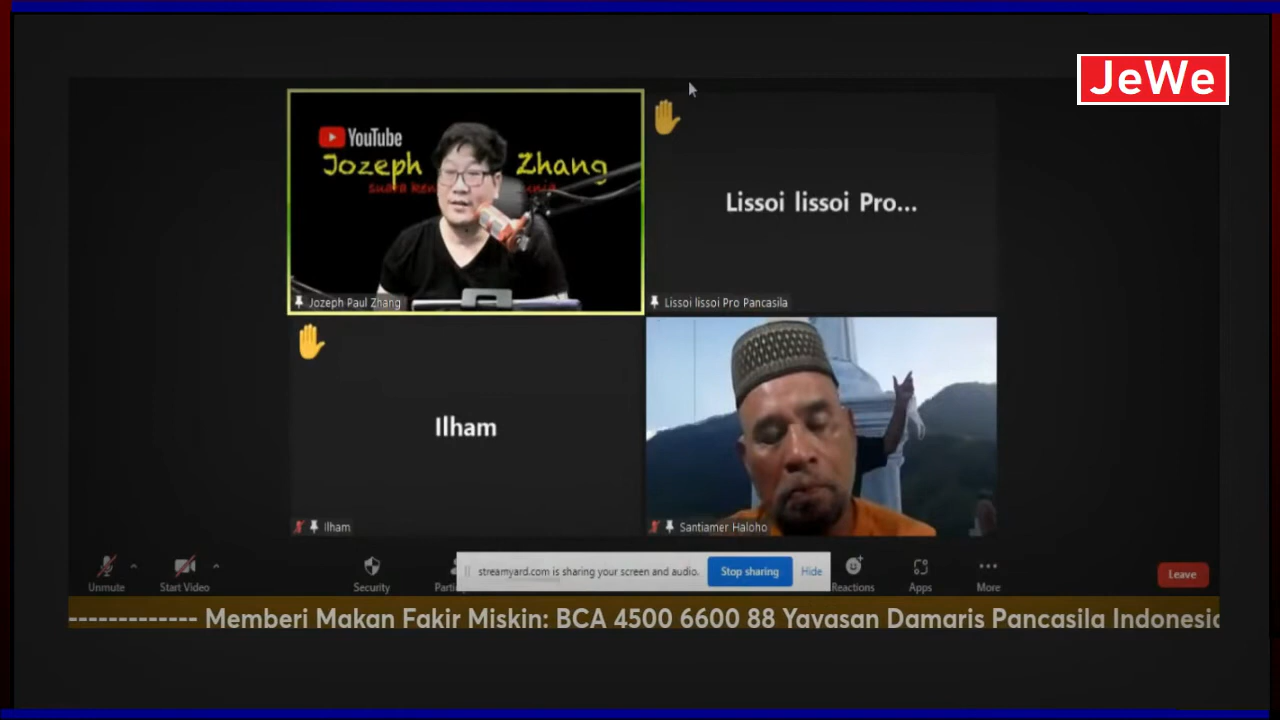 JeWe
YouTube
Jozeph Zhang
Jozeph Paul Zhang
Lissoi lissoi Pro...
Lissoi lissoi Pro Pancasila
Ilham
Ilham
Santiamer Haloho
Unmute
Start Video
Security
streamyard.com is sharing your screen and audio.
Stop sharing
Hide
Reactions
Apps
More
Leave
------------- Memberi Makan Fakir Miskin: BCA 4500 6600 88 Yayasan Damaris Pancasila